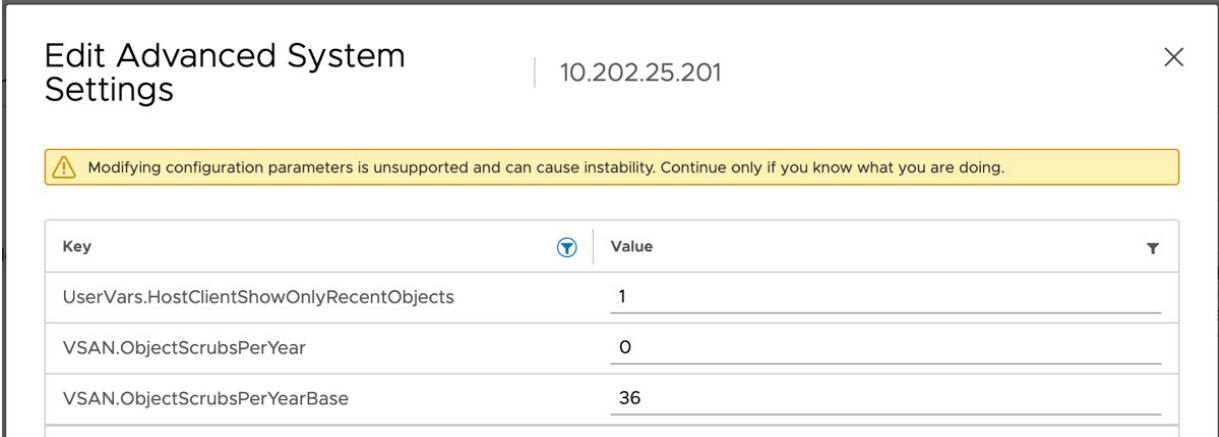 Edit Advanced System
Settings
10.202.25.201
Modifying configuration parameters is unsupported and can cause instability. Continue only if you know what you are doing.
Key Value
UserVars.HostClientShowOnlyRecentObjects 1
VSAN.ObjectScrubsPerYear 0
VSAN.ObjectScrubsPerYearBase 36